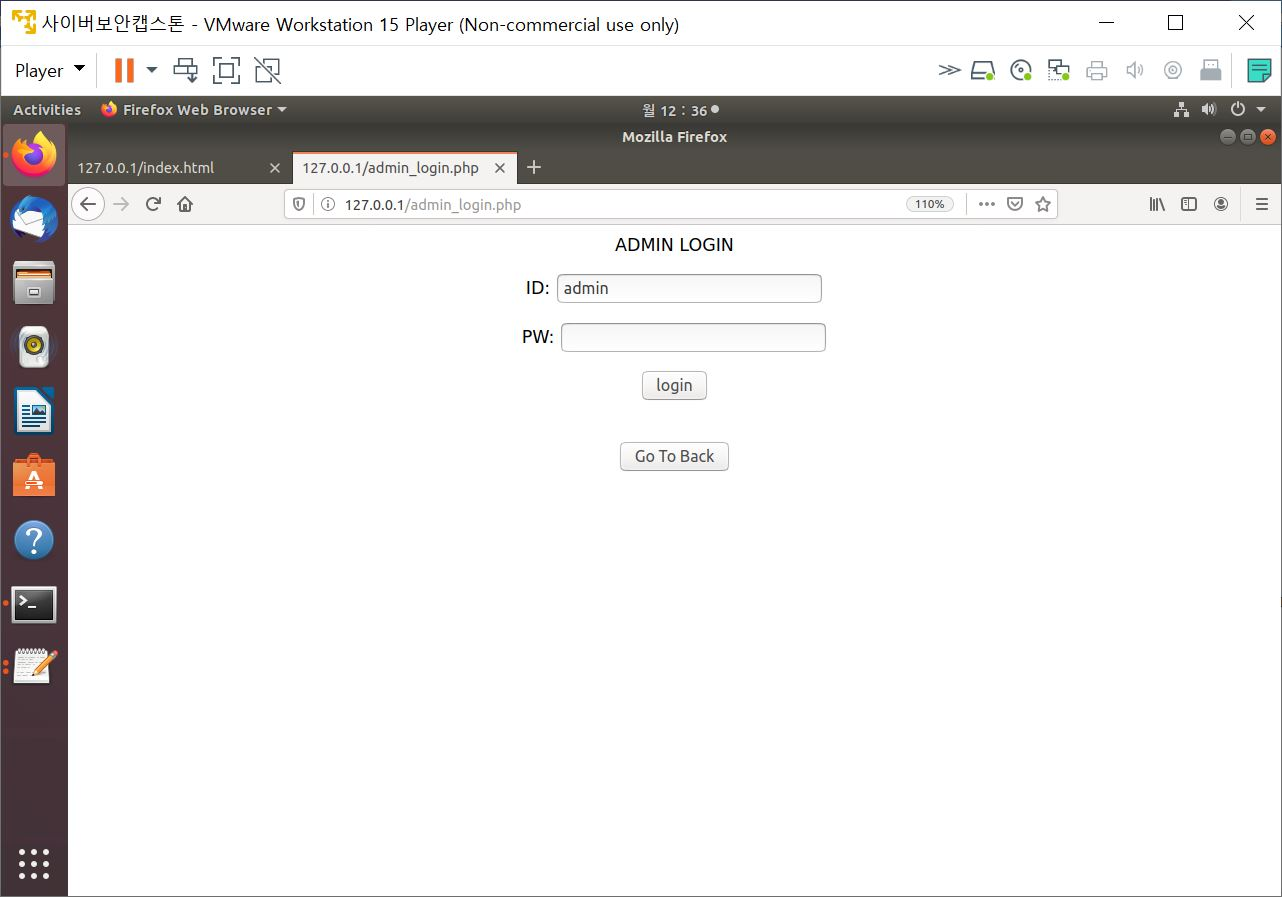 사이버보안캡스톤 - VMware Workstation 15 Player (Non-commercial use only)
Player
Activities Firefox Web Browser 월 12 : 36
Mozilla Firefox
127.0.0.1/index.html 127.0.0.1/admin_login.php
127.0.0.1/admin_login.php 110%
ADMIN LOGIN
ID: admin
PW:
login
Go To Back